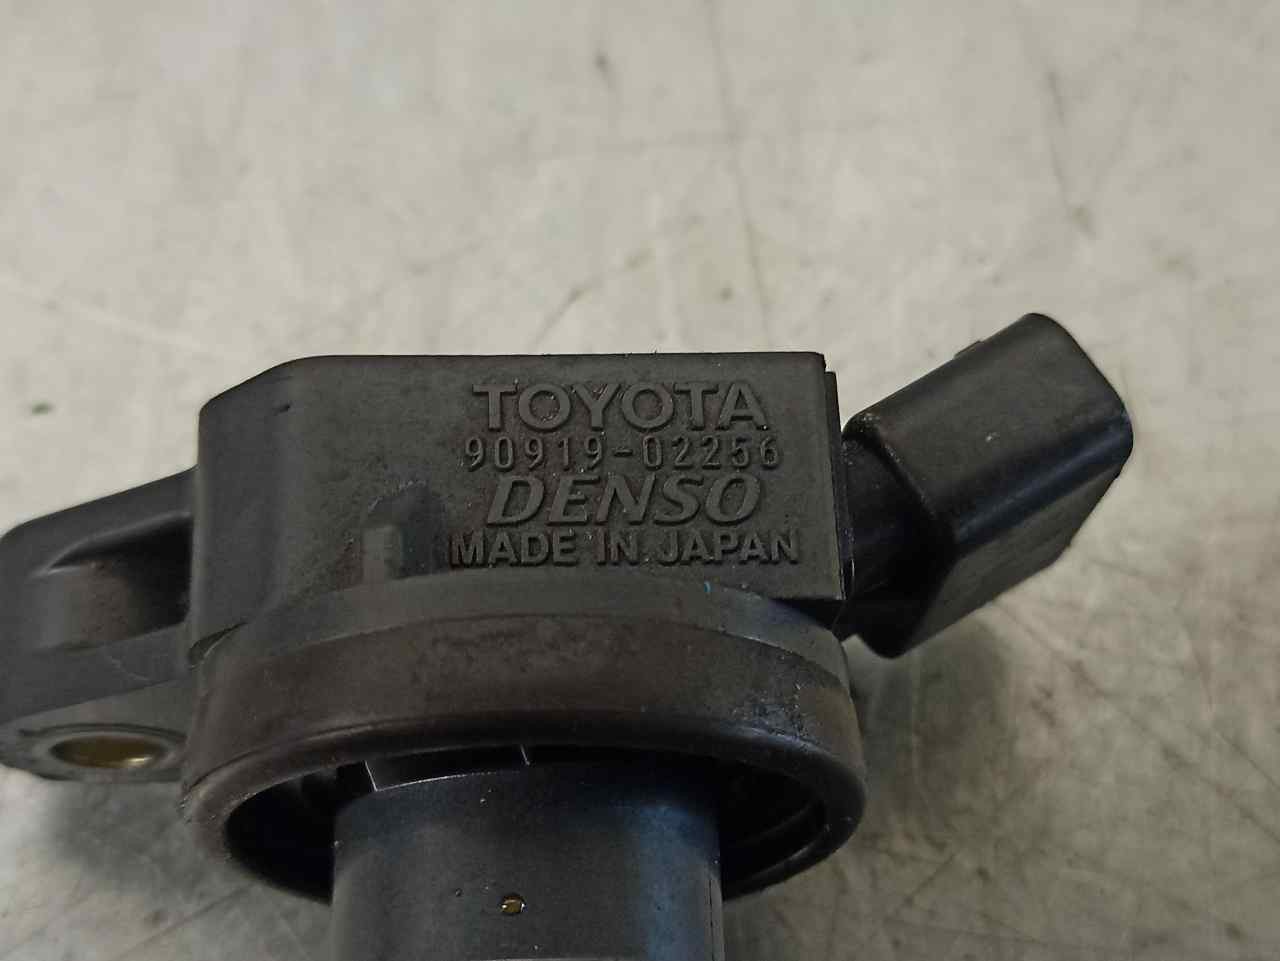 TOYOTA
90919-02256
DENSO
MADE IN JAPAN